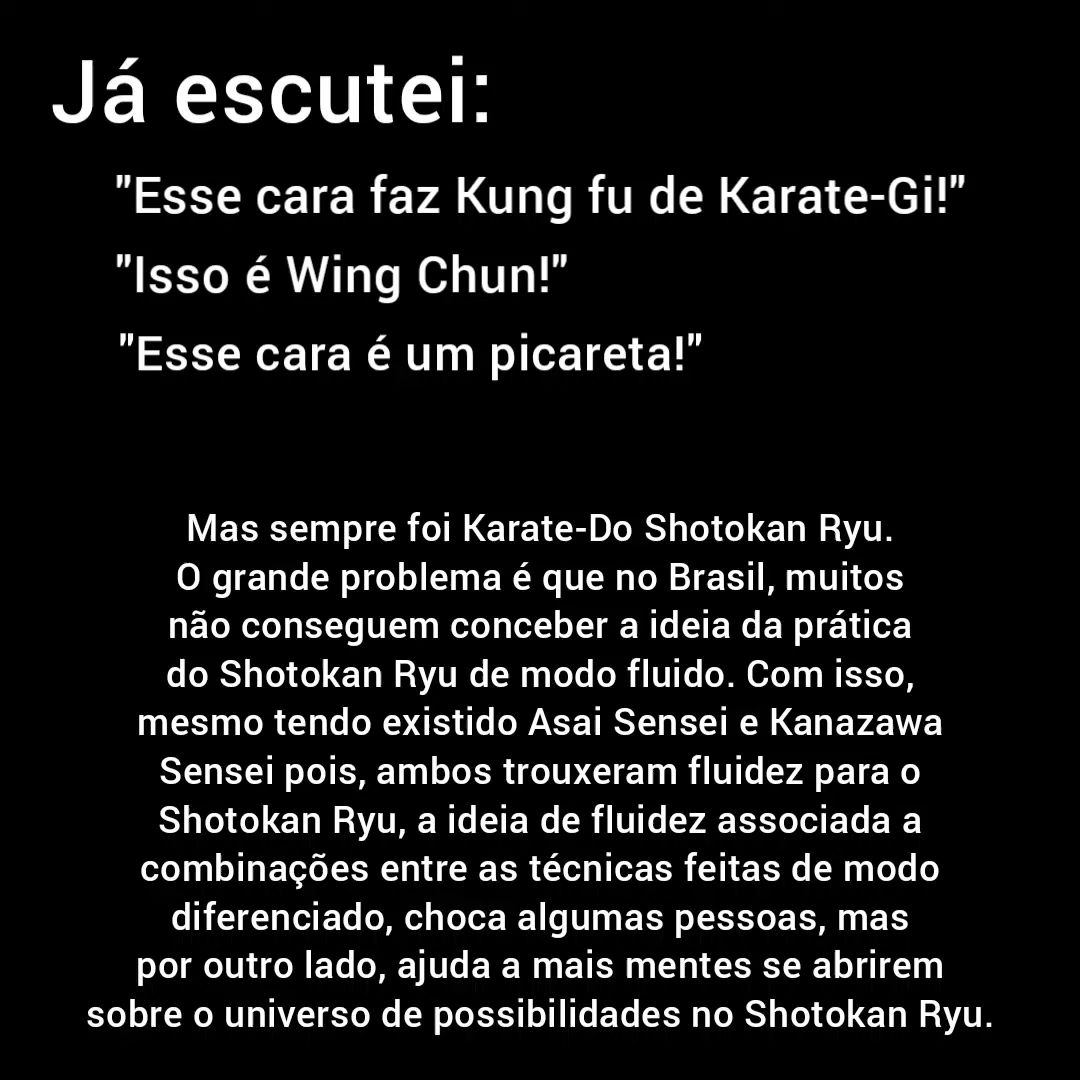 Já escutei:
"Esse cara faz Kung fu de Karate-Gi!"
"Isso é Wing Chun!"
"Esse cara é um picareta!"
Mas sempre foi Karate-Do Shotokan Ryu.
O grande problema é que no Brasil, muitos
não conseguem conceber a ideia da prática
do Shotokan Ryu de modo fluido. Com isso,
mesmo tendo existido Asai Sensei e Kanazawa
Sensei pois, ambos trouxeram fluidez para o
Shotokan Ryu, a ideia de fluidez associada a
combinações entre as técnicas feitas de modo
diferenciado, choca algumas pessoas, mas
por outro lado, ajuda a mais mentes se abrirem
sobre o universo de possibilidades no Shotokan Ryu.